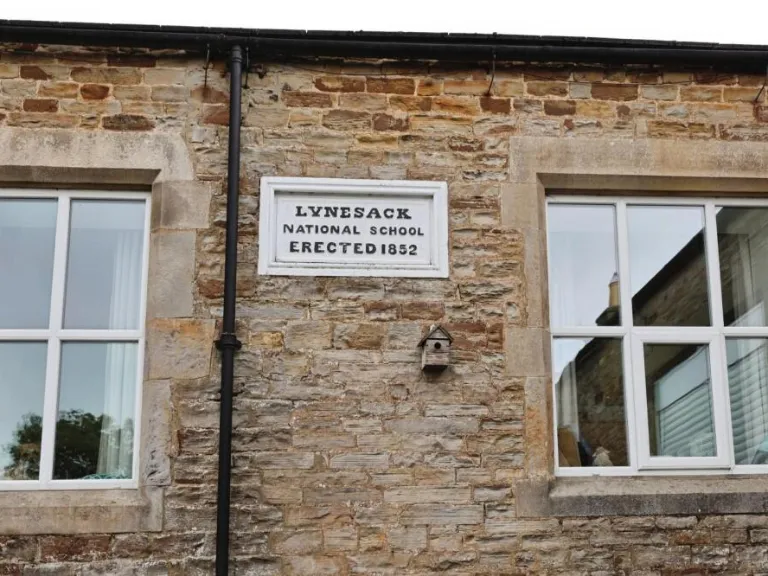 LYNESACK
NATIONAL SCHOOL
ERECTED 1852